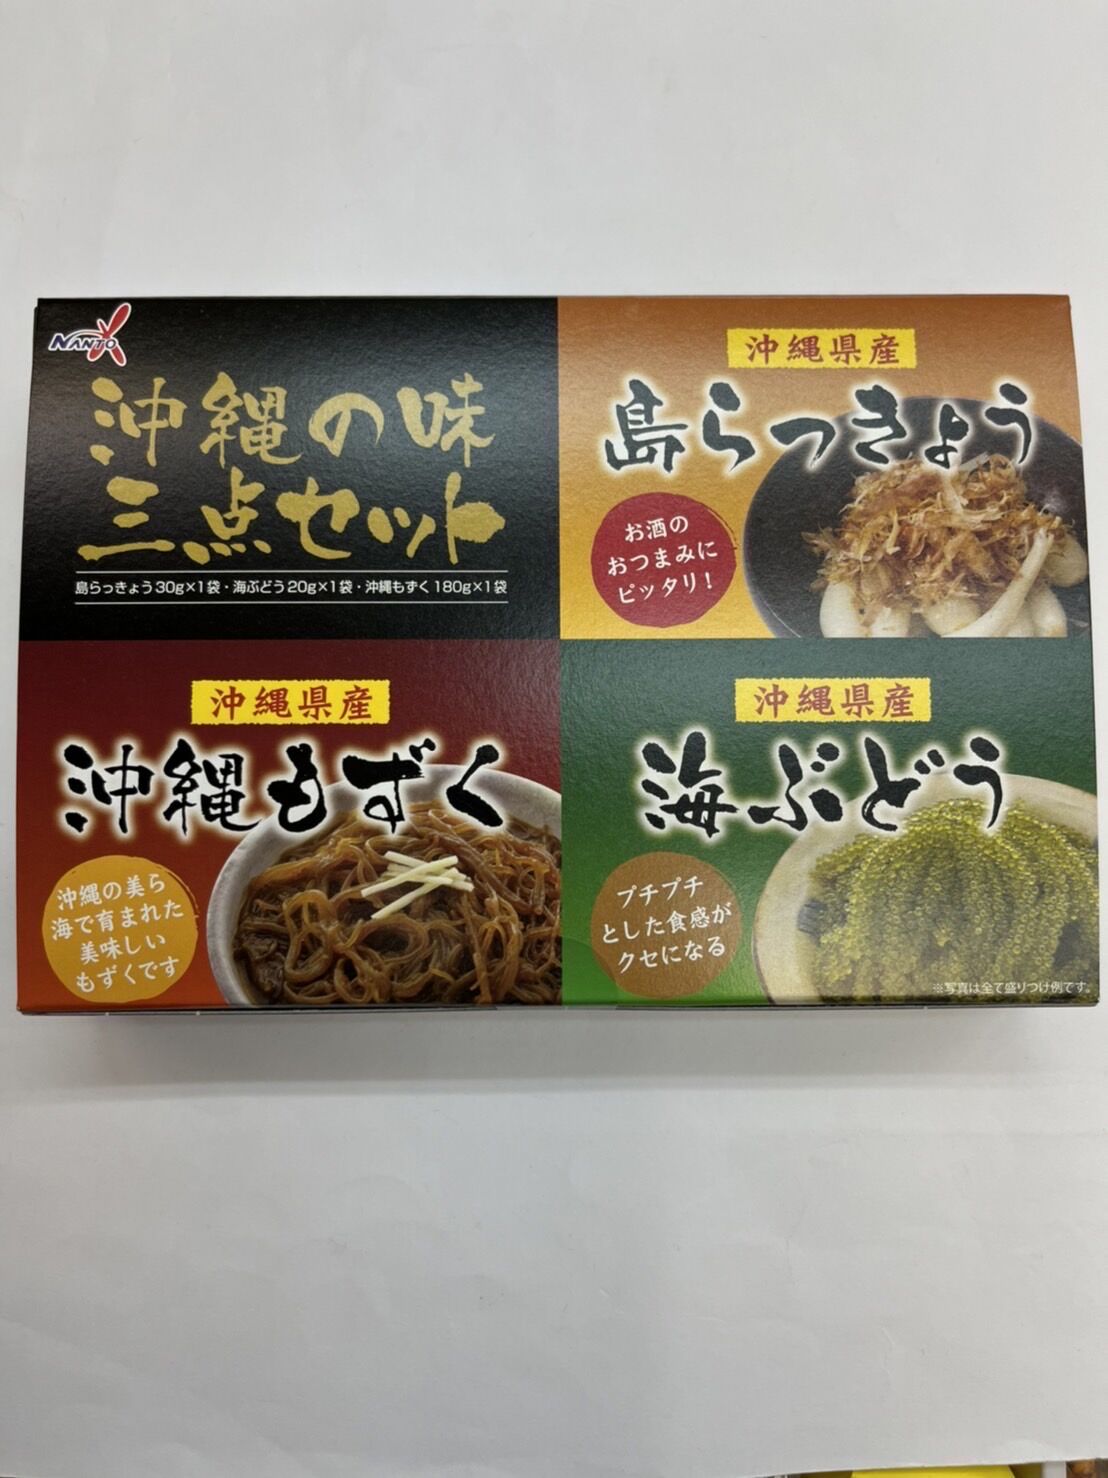 NANTO
沖縄の味
三点セット
島らっきょう30g×1袋・海ぶどう20g×1袋・沖縄もずく180g×1袋
沖縄県産
島らっきょう
お酒の
おつまみに
ピッタリ!
沖縄県産
沖縄もずく
沖縄の美ら
海で育まれた
美味しい
もずくです
沖縄県産
海ぶどう
プチプチ
とした食感が
クセになる
※写真は全て盛りつけ例です。